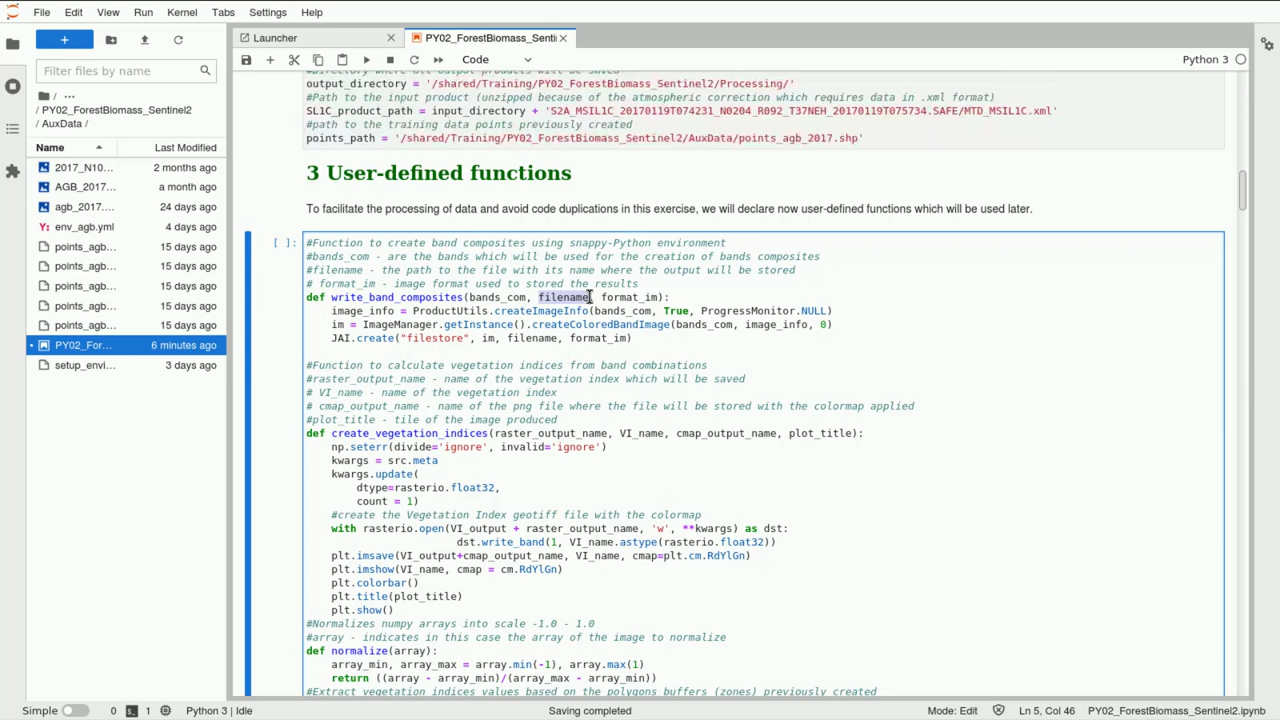 File Edit View Run Kernel Tabs Settings Help
Launcher
PY02_ForestBiomass_Senti
Filter files by name
Code
Python 3
/ ···
/ PY02_ForestBiomass_Sentinel2
/ AuxData /
Name Last Modified
2017_N10... 2 months ago
AGB_2017... a month ago
agb_2017.... 24 days ago
Y: env_agb.yml 4 days ago
points_agb... 15 days ago
points_agb... 15 days ago
points_agb... 15 days ago
points_agb... 15 days ago
points_agb... 15 days ago
PY02_For... 6 minutes ago
setup_envi... 3 days ago
#Directory where all output products will be saved
output_directory = '/shared/Training/PY02_ForestBiomass_Sentinel2/Processing/'
#Path to the input product (unzipped because of the atmospheric correction which requires data in .xml format)
SL1C_product_path = input_directory + 'S2A_MSIL1C_20170119T074231_N0204_R092_T37NEH_20170119T075734.SAFE/MTD_MSIL1C.xml'
#path to the training data points previously created
points_path = '/shared/Training/PY02_ForestBiomass_Sentinel2/AuxData/points_agb_2017.shp'
3 User-defined functions
To facilitate the processing of data and avoid code duplications in this exercise, we will declare now user-defined functions which will be used later.
[ ]:
#Function to create band composites using snappy-Python environment
#bands_com - are the bands which will be used for the creation of bands composites
#filename - the path to the file with its name where the output will be stored
# format_im - image format used to stored the results
def write_band_composites(bands_com, filename, format_im):
    image_info = ProductUtils.createImageInfo(bands_com, True, ProgressMonitor.NULL)
    im = ImageManager.getInstance().createColoredBandImage(bands_com, image_info, 0)
    JAI.create("filestore", im, filename, format_im)
#Function to calculate vegetation indices from band combinations
#raster_output_name - name of the vegetation index which will be saved
# VI_name - name of the vegetation index
# cmap_output_name - name of the png file where the file will be stored with the colormap applied
#plot_title - tile of the image produced
def create_vegetation_indices(raster_output_name, VI_name, cmap_output_name, plot_title):
    np.seterr(divide='ignore', invalid='ignore')
    kwargs = src.meta
    kwargs.update(
        dtype=rasterio.float32,
        count = 1)
    #create the Vegetation Index geotiff file with the colormap
    with rasterio.open(VI_output + raster_output_name, 'w', **kwargs) as dst:
                        dst.write_band(1, VI_name.astype(rasterio.float32))
    plt.imsave(VI_output+cmap_output_name, VI_name, cmap=plt.cm.RdYlGn)
    plt.imshow(VI_name, cmap = cm.RdYlGn)
    plt.colorbar()
    plt.title(plot_title)
    plt.show()
#Normalizes numpy arrays into scale -1.0 - 1.0
#array - indicates in this case the array of the image to normalize
def normalize(array):
    array_min, array_max = array.min(-1), array.max(1)
    return ((array - array_min)/(array_max - array_min))
#Extract vegetation indices values based on the polygons buffers (zones) previously created
Simple 0 1 Python 3 | Idle Saving completed Mode: Edit Ln 5, Col 46 PY02_ForestBiomass_Sentinel2.ipynb